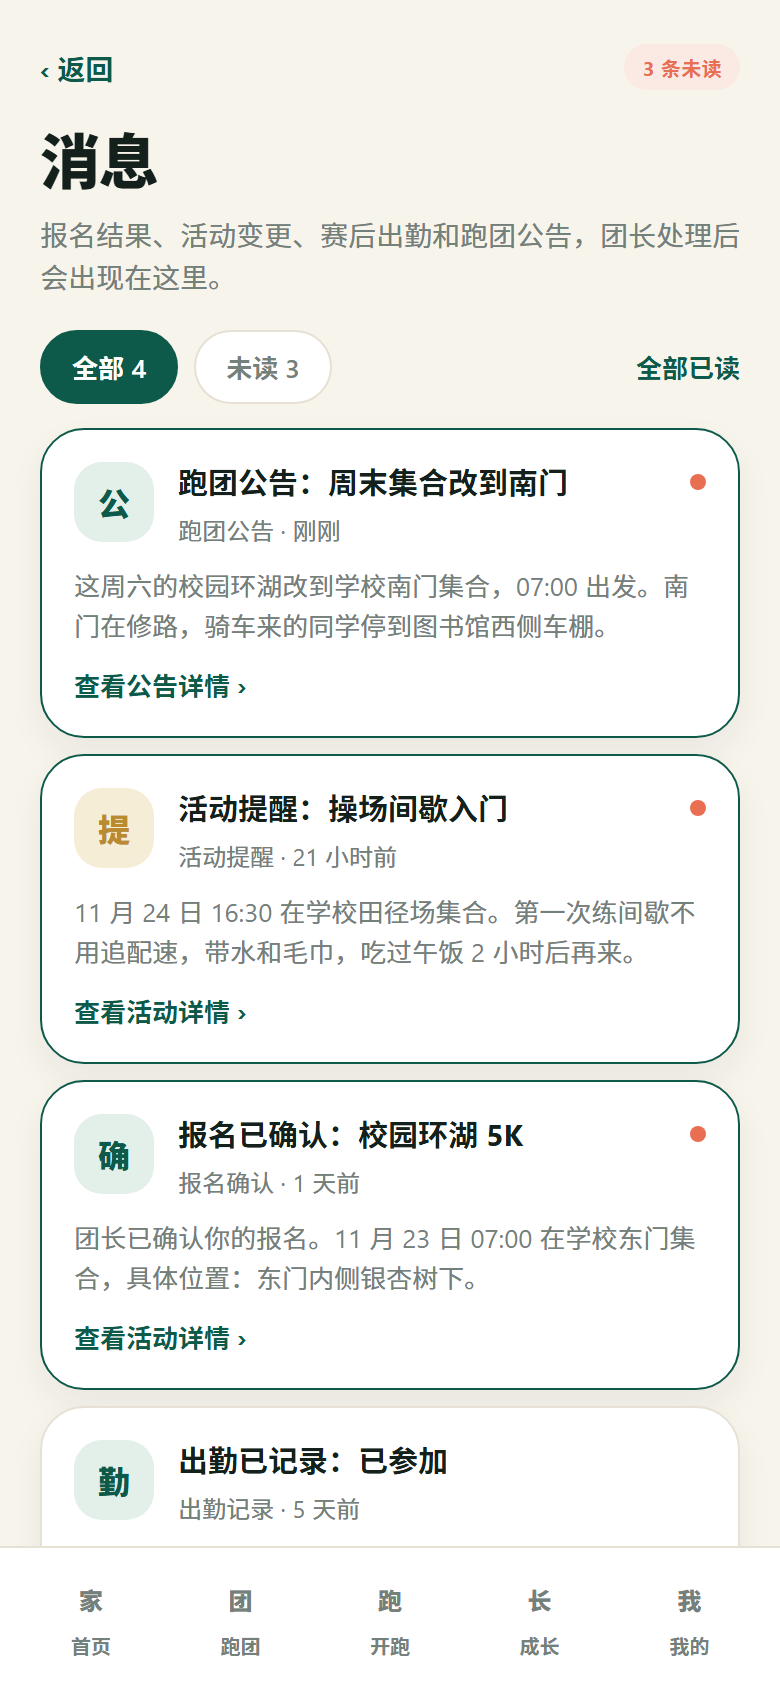 ‹ 返回
3 条未读
消息
报名结果、活动变更、赛后出勤和跑团公告，团长处理后
会出现在这里。
全部 4
未读 3
全部已读
公
跑团公告：周末集合改到南门
跑团公告 · 刚刚
这周六的校园环湖改到学校南门集合，07:00 出发。南
门在修路，骑车来的同学停到图书馆西侧车棚。
查看公告详情 ›
提
活动提醒：操场间歇入门
活动提醒 · 21 小时前
11 月 24 日 16:30 在学校田径场集合。第一次练间歇不
用追配速，带水和毛巾，吃过午饭 2 小时后再来。
查看活动详情 ›
确
报名已确认：校园环湖 5K
报名确认 · 1 天前
团长已确认你的报名。11 月 23 日 07:00 在学校东门集
合，具体位置：东门内侧银杏树下。
查看活动详情 ›
勤
出勤已记录：已参加
出勤记录 · 5 天前
家
团
跑
长
我
首页
跑团
开跑
成长
我的